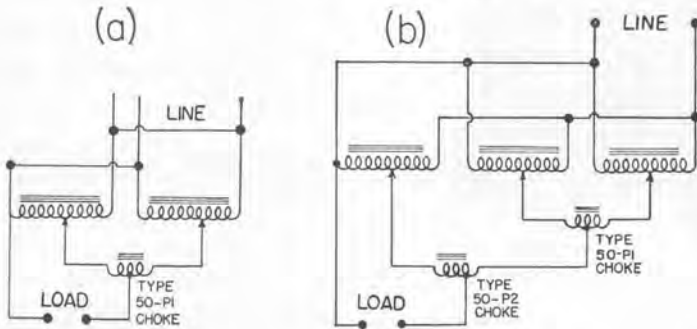 (a)
LINE
LOAD
TYPE
50-P1
CHOKE
(b)
LINE
TYPE
50-P1
CHOKE
LOAD
TYPE
50-P2
CHOKE